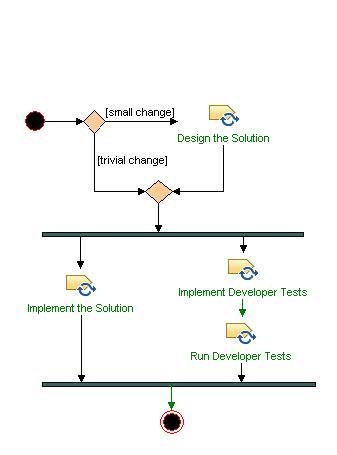 [small change]
Design the Solution
[trivial change]
Implement the Solution
Implement Developer Tests
Run Developer Tests